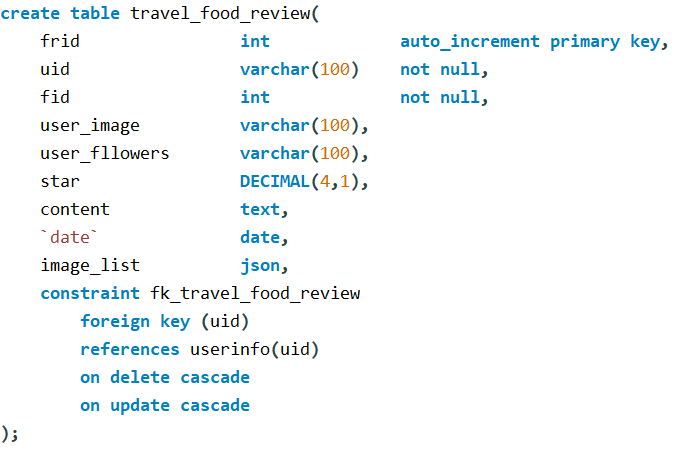 create table travel_food_review(
frid int auto_increment primary key,
uid varchar(100) not null,
fid int not null,
user_image varchar(100),
user_fllowers varchar(100),
star DECIMAL(4,1),
content text,
`date` date,
image_list json,
constraint fk_travel_food_review
foreign key (uid)
references userinfo(uid)
on delete cascade
on update cascade
);